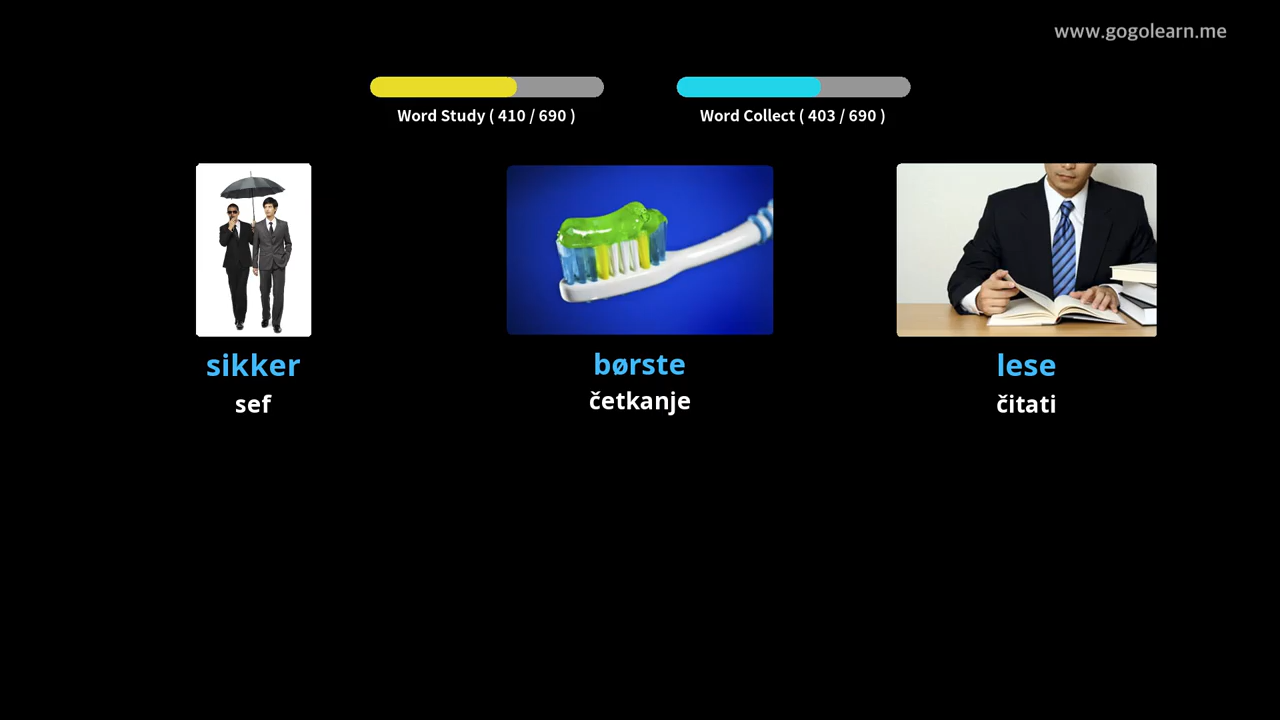 www.gogolearn.me
Word Study ( 410 / 690 )
Word Collect ( 403 / 690 )
sikker
sef
børste
četkanje
lese
čitati